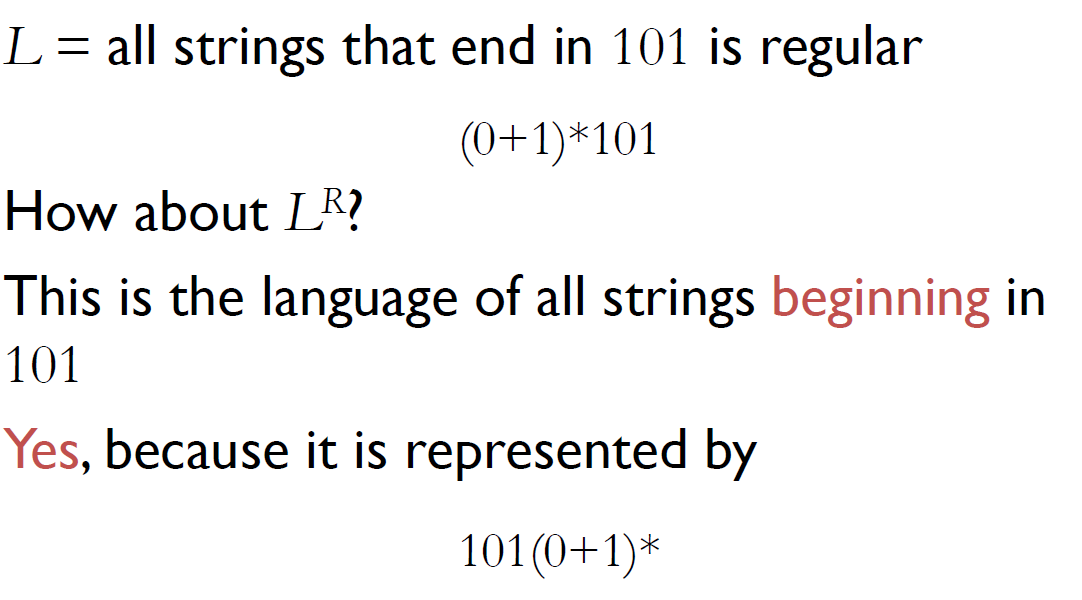 L = all strings that end in 101 is regular
(0+1)*101
How about Lᴿ?
This is the language of all strings beginning in
101
Yes, because it is represented by
101(0+1)*